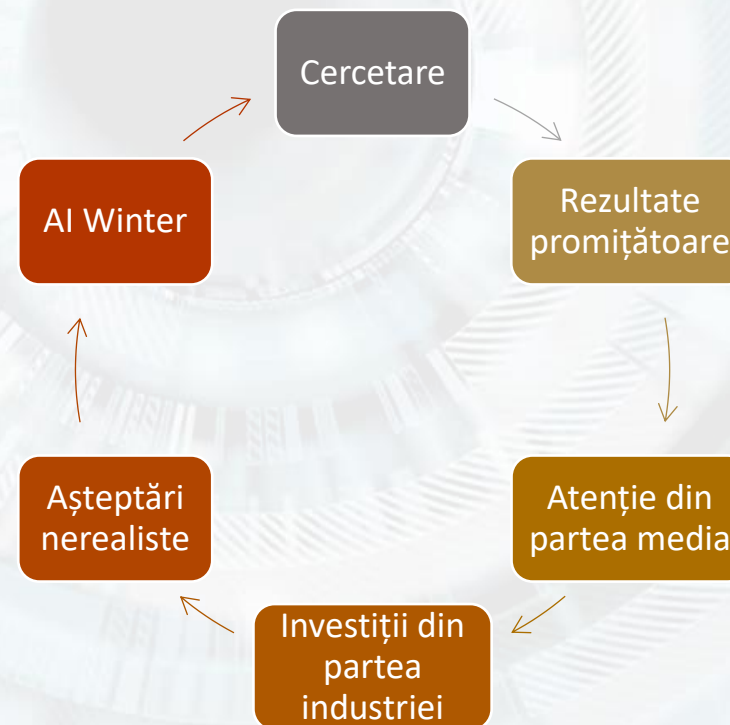 Cercetare
Rezultate
promițătoare
Atenție din
partea media
Investiții din
partea
industriei
Așteptări
nerealiste
AI Winter